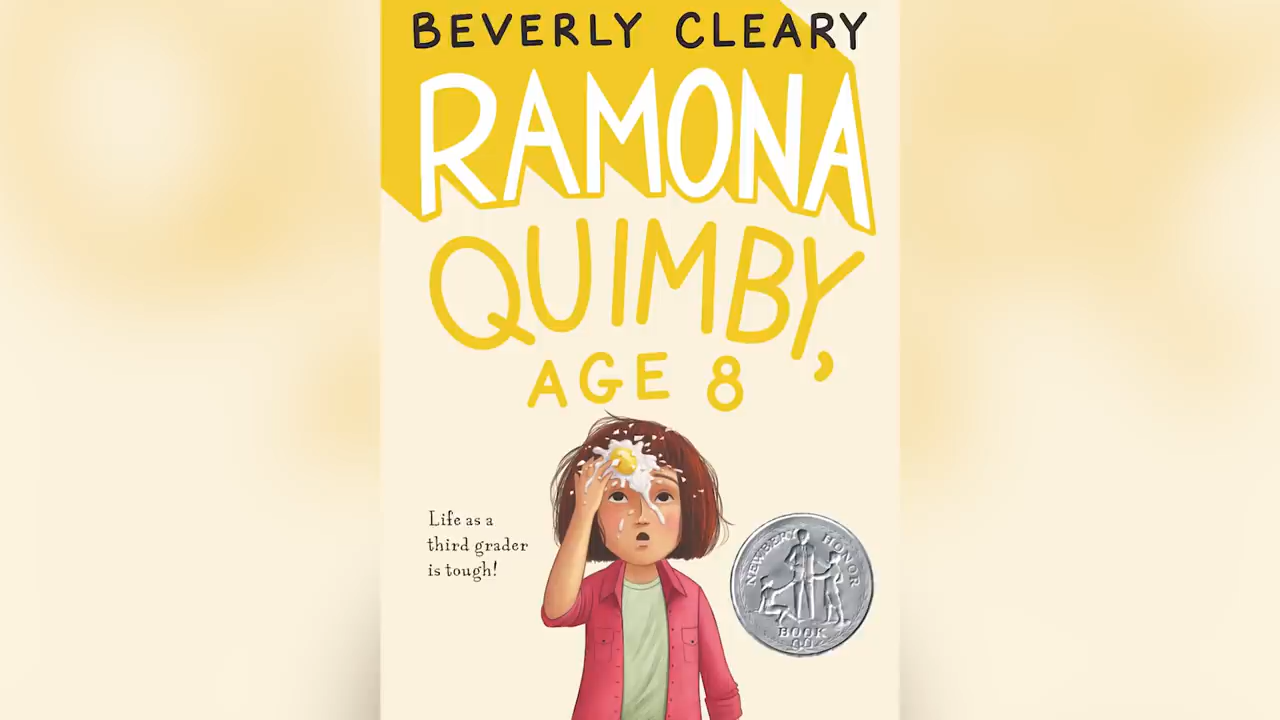 BEVERLY CLEARY
RAMONA
QUIMBY,
AGE 8
Life as a
third grader
is tough!
NEWBERY HONOR
BOOK